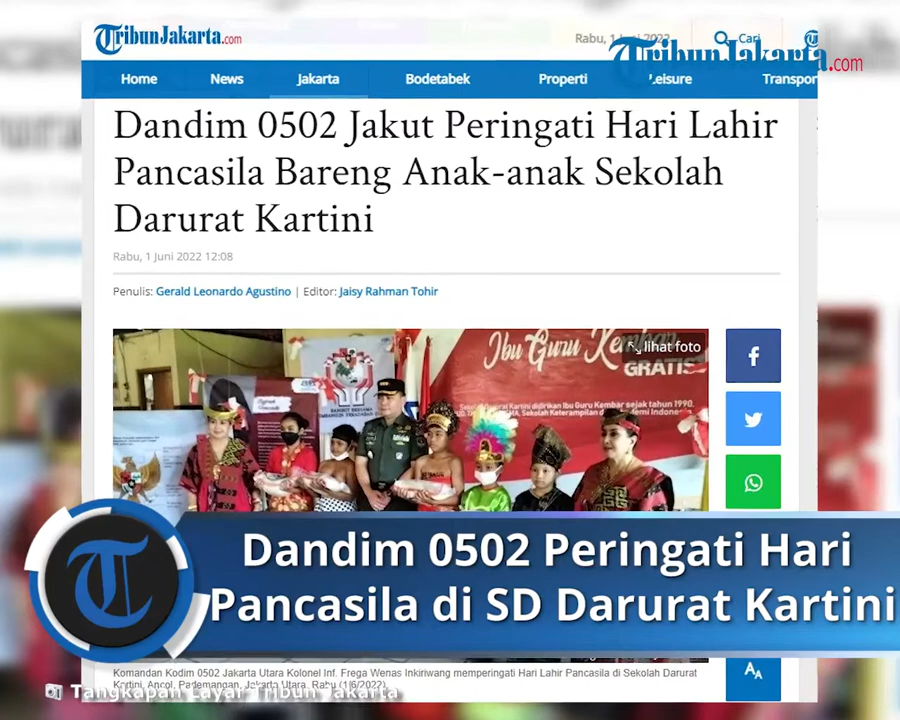 TribunJakarta.com
Rabu, 1 Juni 2022
Cari
TribunJakarta.com
Home News Jakarta Bodetabek Properti Leisure Transpor
Dandim 0502 Jakut Peringati Hari Lahir
Pancasila Bareng Anak-anak Sekolah
Darurat Kartini
Rabu, 1 Juni 2022 12:08
Penulis: Gerald Leonardo Agustino | Editor: Jaisy Rahman Tohir
Ibu Guru Kembar
GRATIS
lihat foto
Dandim 0502 Peringati Hari
Pancasila di SD Darurat Kartini
Komandan Kodim 0502 Jakarta Utara Kolonel Inf. Frega Wenas Inkiriwang memperingati Hari Lahir Pancasila di Sekolah Darurat
Kartini, Ancol, Pademangan, Jakarta Utara, Rabu (1/6/2022).
Tangkapan Layar Tribun Jakarta